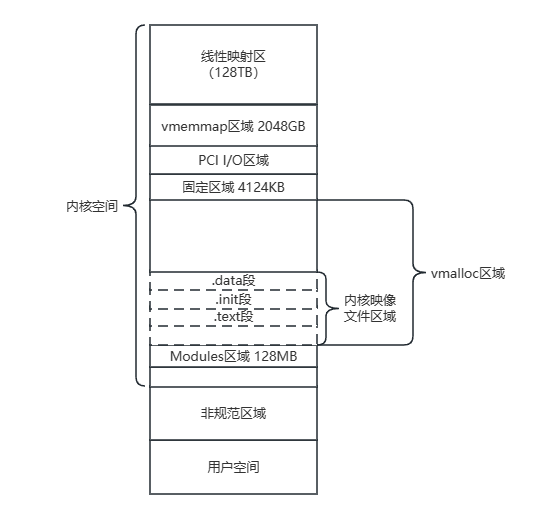 线性映射区
（128TB）
vmemmap区域 2048GB
PCI I/O区域
固定区域 4124KB
内核空间
vmalloc区域
.data段
.init段
.text段
内核映像
文件区域
Modules区域 128MB
非规范区域
用户空间